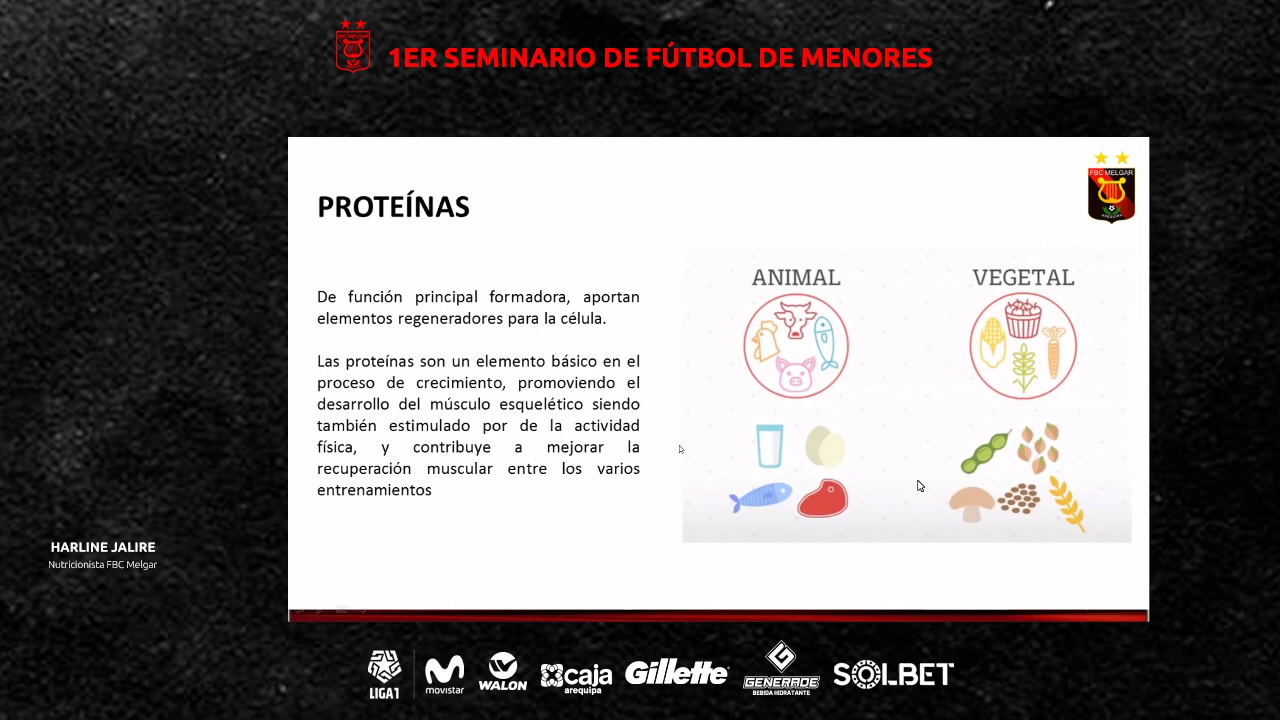 FBC MELGAR
1ER SEMINARIO DE FÚTBOL DE MENORES
FBC MELGAR
PROTEÍNAS
De función principal formadora, aportan
elementos regeneradores para la célula.
Las proteínas son un elemento básico en el
proceso de crecimiento, promoviendo el
desarrollo del músculo esquelético siendo
también estimulado por de la actividad
física, y contribuye a mejorar la
recuperación muscular entre los varios
entrenamientos
ANIMAL
VEGETAL
HARLINE JALIRE
Nutricionista FBC Melgar
LIGA1
movistar
WALON
caja
arequipa
Gillette
GENERADE
BEBIDA HIDRATANTE
SOLBET